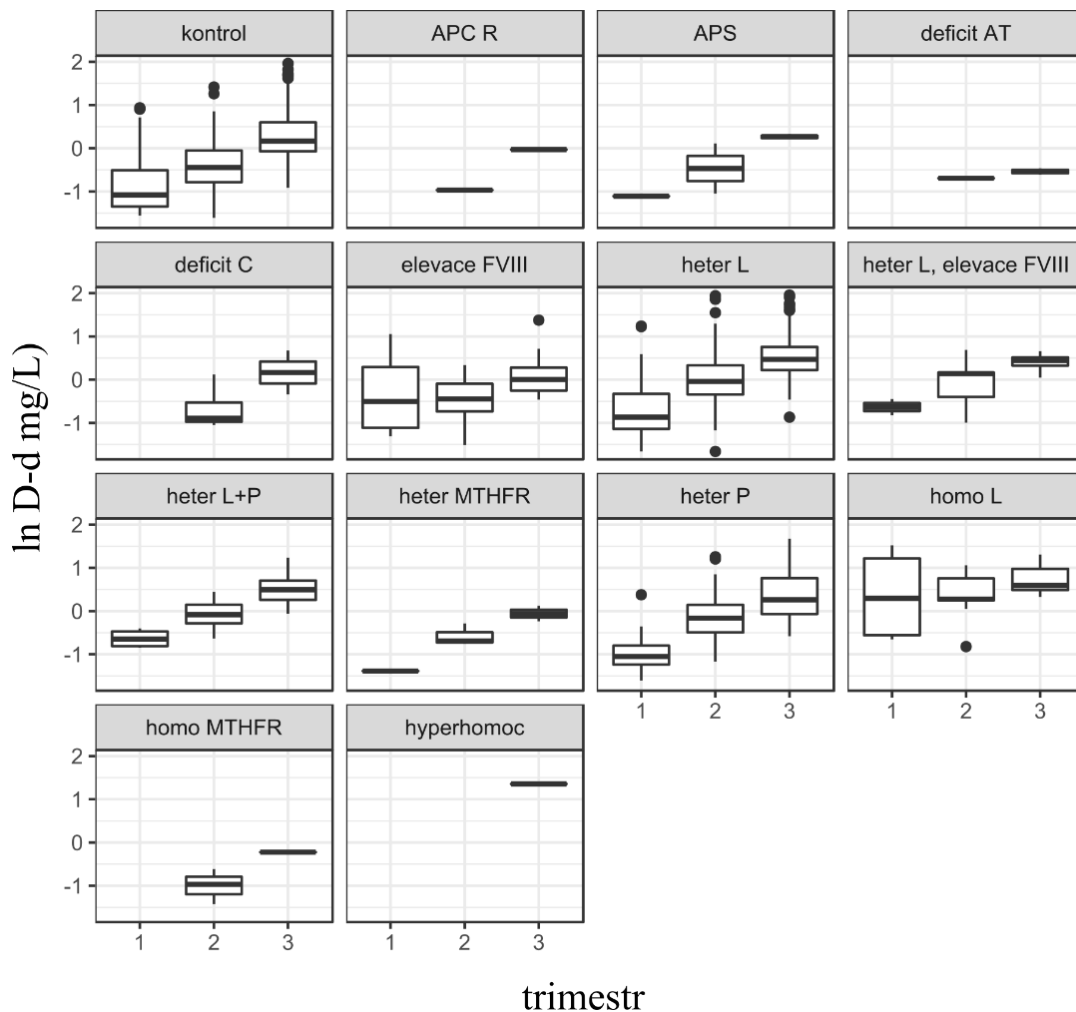 kontrol APC R APS deficit AT
2
1
0
-1
deficit C elevace FVIII heter L heter L, elevace FVIII
2
1
0
-1
ln D-d mg/L)
heter L+P heter MTHFR heter P homo L
2
1
0
-1
1 2 3 1 2 3
homo MTHFR hyperhomoc
2
1
0
-1
1 2 3 1 2 3
trimestr